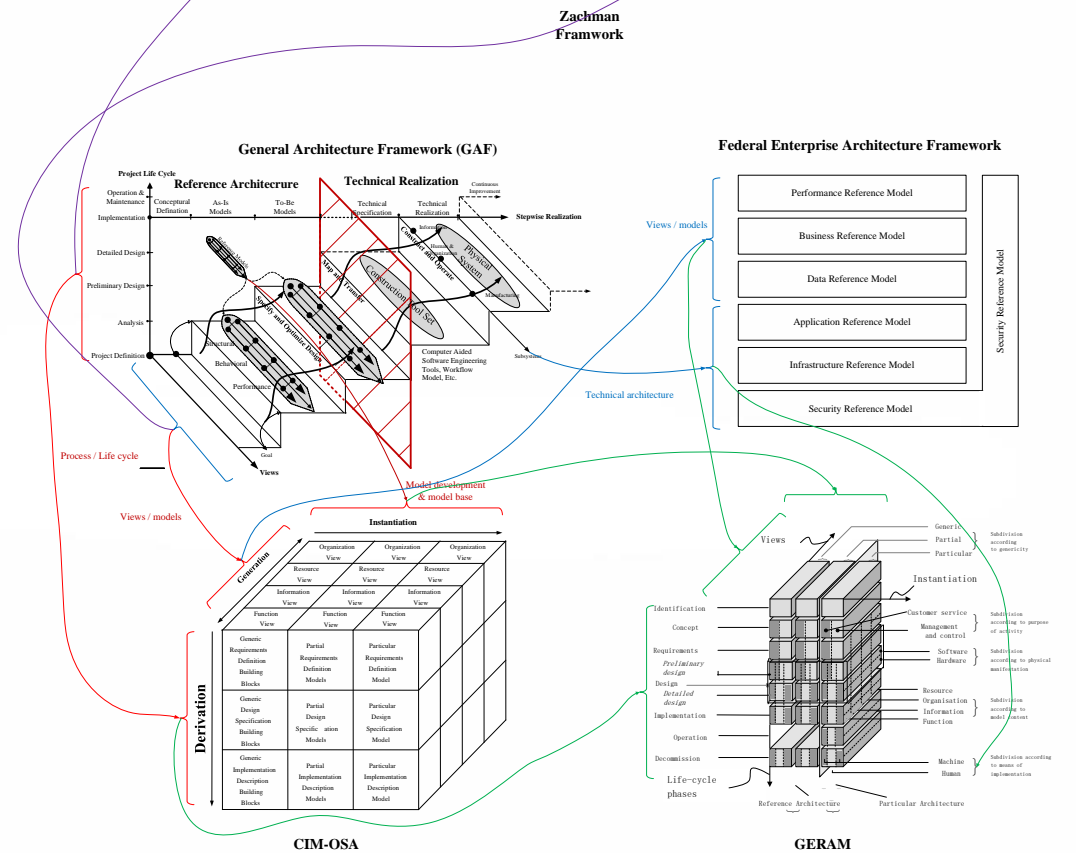 Zachman
Framwork
General Architecture Framework (GAF)
Federal Enterprise Architecture Framework
Project Life Cycle
Reference Architecrure
Technical Realization
Continuous
Improvement
Operation &
Maintenance
Conceptural
Defination
As-Is
Models
To-Be
Models
Technical
Specification
Technical
Realization
Implementation
Stepwise Realization
Detailed Design
Preliminary Design
Analysis
Project Definition
Reference Models
Structural
Behavioral
Performance
Specify and Optimize Design
Map and Transfer
Construction Tool Set
Construct and Operate
Physical
System
Human &
Manufacturing
Subsystems
Computer Aided
Software Engineering
Tools, Workflow
Model, Etc.
Goal
Views
Performance Reference Model
Business Reference Model
Data Reference Model
Application Reference Model
Infrastructure Reference Model
Security Reference Model
Security Reference Model
Views / models
Technical architecture
Process / Life cycle
Views / models
Model development
& model base
Instantiation
Generation
Derivation
Organization
View
Organization
View
Organization
View
Resource
View
Resource
View
Resource
View
Information
View
Information
View
Information
View
Function
View
Function
View
Function
View
Generic
Requirements
Definition
Building
Blocks
Partial
Requirements
Definition
Models
Particular
Requirements
Definition
Model
Generic
Design
Specification
Building
Blocks
Partial
Design
Specific ation
Models
Particular
Design
Specification
Model
Generic
Implementation
Description
Building
Blocks
Partial
Implementation
Description
Models
Particular
Implementation
Description
Model
CIM-OSA
Views
Generic
Partial
Particular
Subdivision
according
to genericity
Instantiation
Identification
Concept
Requirements
Preliminary
design
Design
Detailed
design
Implementation
Operation
Decommission
Life-cycle
phases
Customer service
Management
and control
Subdivision
according to purpose
of activity
Software
Hardware
Subdivision
according to physical
manifestation
Resource
Organisation
Information
Function
Subdivision
according to
model content
Machine
Human
Subdivision according
to means of
implementation
Reference Architecture
Particular Architecture
GERAM